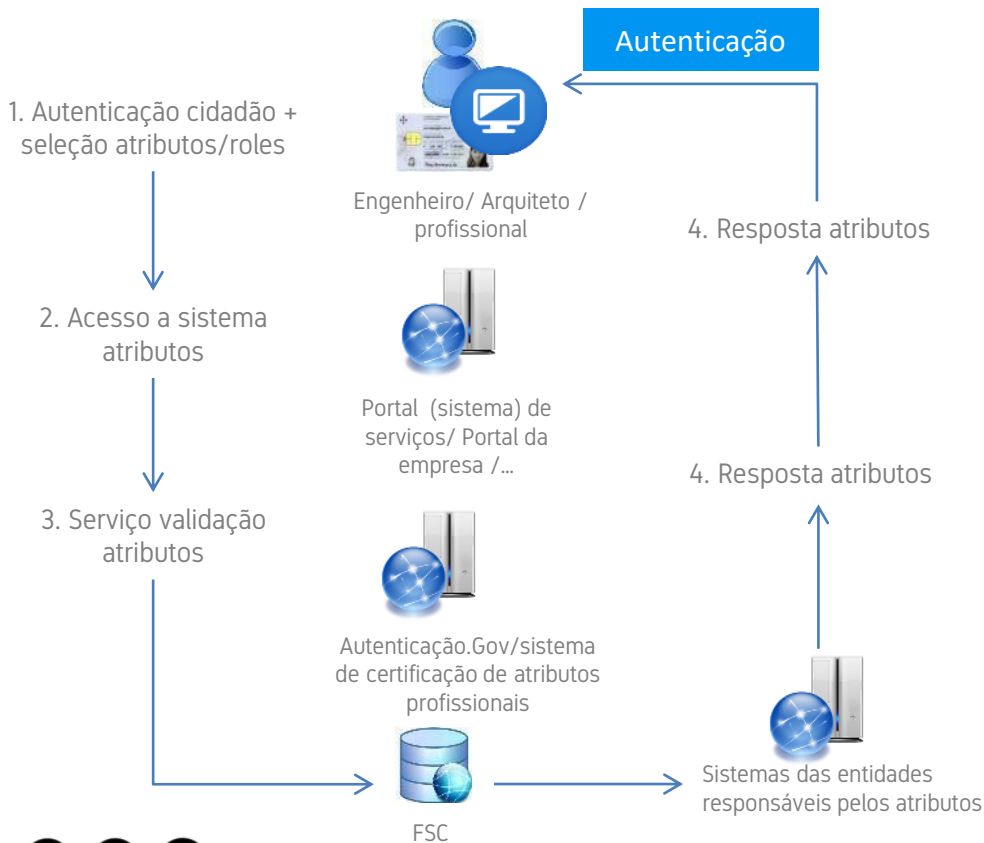 Autenticação
1. Autenticação cidadão +
seleção atributos/roles
Engenheiro/ Arquiteto /
profissional
4. Resposta atributos
2. Acesso a sistema
atributos
Portal (sistema) de
serviços/ Portal da
empresa /...
4. Resposta atributos
3. Serviço validação
atributos
Autenticação.Gov/sistema
de certificação de atributos
profissionais
Sistemas das entidades
responsáveis pelos atributos
FSC